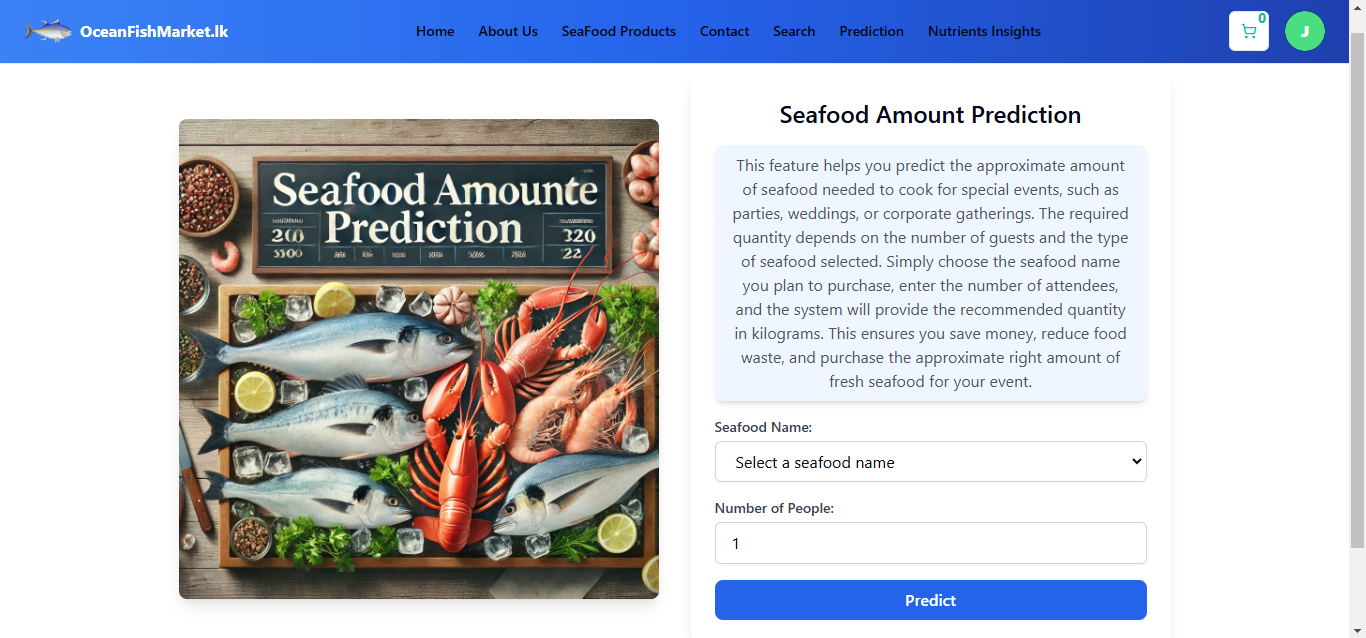 OceanFishMarket.lk
Home
About Us
SeaFood Products
Contact
Search
Prediction
Nutrients Insights
0
J
Seafood Amounte
Prediction
320
3300
22
Seafood Amount Prediction
This feature helps you predict the approximate amount
of seafood needed to cook for special events, such as
parties, weddings, or corporate gatherings. The required
quantity depends on the number of guests and the type
of seafood selected. Simply choose the seafood name
you plan to purchase, enter the number of attendees,
and the system will provide the recommended quantity
in kilograms. This ensures you save money, reduce food
waste, and purchase the approximate right amount of
fresh seafood for your event.
Seafood Name:
Select a seafood name
Number of People:
1
Predict